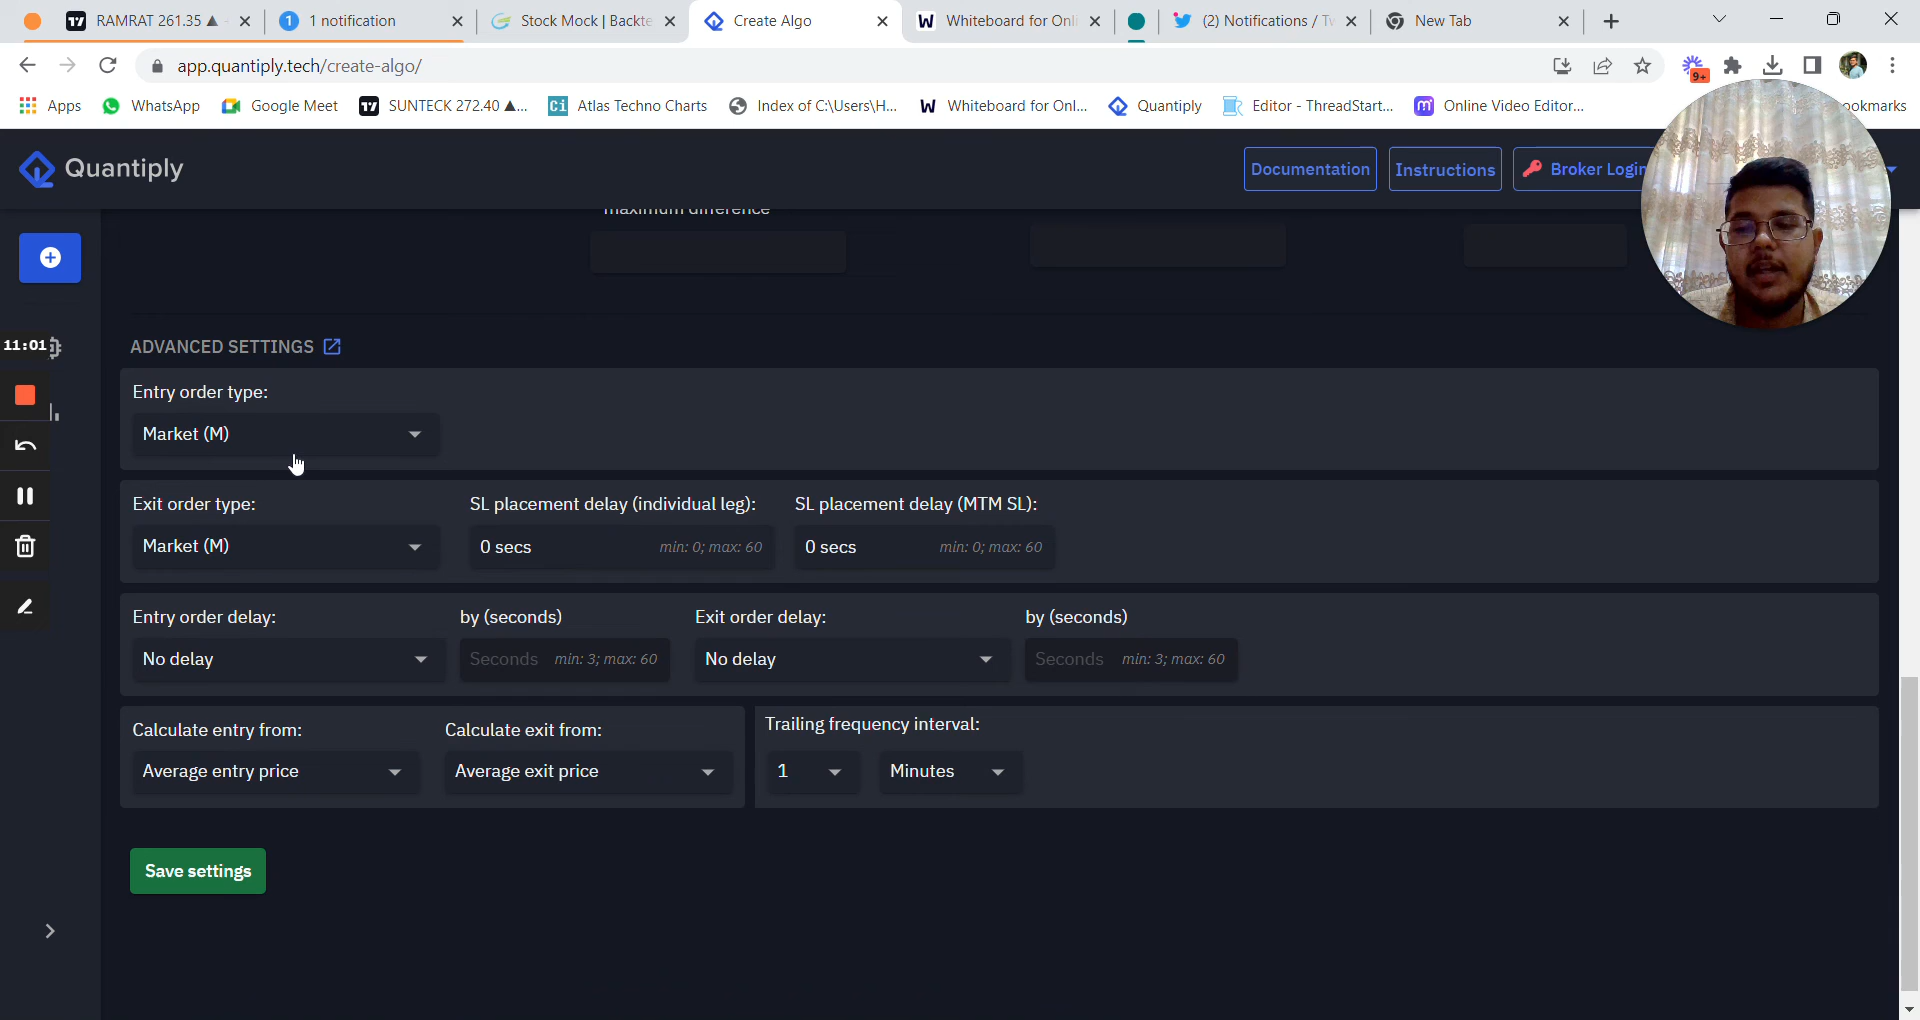 RAMRAT 261.35 ▲
1 notification
Stock Mock | Backte
Create Algo
Whiteboard for Onli
(2) Notifications / Tw
New Tab
app.quantiply.tech/create-algo/
9+
Apps
WhatsApp
Google Meet
SUNTECK 272.40 ▲...
Atlas Techno Charts
Index of C:\Users\H...
Whiteboard for Onl...
Quantiply
Editor - ThreadStart...
Online Video Editor...
ookmarks
Quantiply
Documentation
Instructions
Broker Login
maximum difference
11:01
ADVANCED SETTINGS
Entry order type:
Market (M)
Exit order type:
SL placement delay (individual leg):
SL placement delay (MTM SL):
Market (M)
0 secs
min: 0; max: 60
0 secs
min: 0; max: 60
Entry order delay:
by (seconds)
Exit order delay:
by (seconds)
No delay
Seconds
min: 3; max: 60
No delay
Seconds
min: 3; max: 60
Calculate entry from:
Calculate exit from:
Trailing frequency interval:
Average entry price
Average exit price
1
Minutes
Save settings